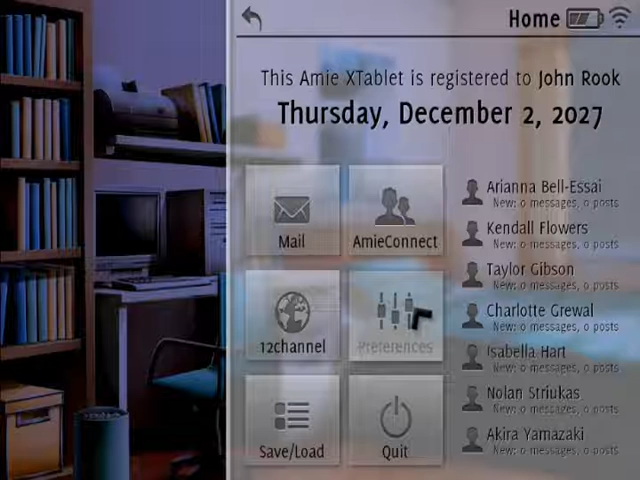 Home
This Amie XTablet is registered to John Rook
Thursday, December 2, 2027
Mail
AmieConnect
12channel
Preferences
Save/Load
Quit
Arianna Bell-Essai
New: 0 messages, 0 posts
Kendall Flowers
New: 0 messages, 0 posts
Taylor Gibson
New: 0 messages, 0 posts
Charlotte Grewal
New: 0 messages, 0 posts
Isabella Hart
New: 0 messages, 0 posts
Nolan Striukas
New: 0 messages, 0 posts
Akira Yamazaki
New: 0 messages, 0 posts